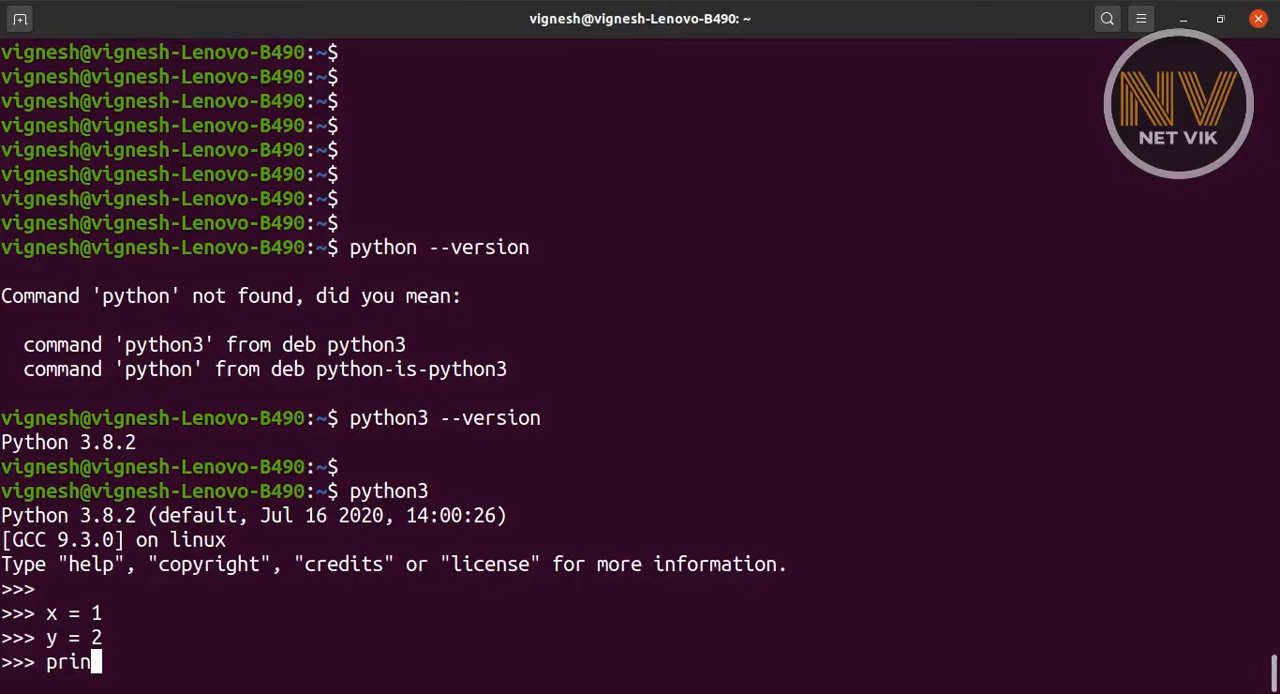 vignesh@vignesh-Lenovo-B490: ~
vignesh@vignesh-Lenovo-B490:~$
vignesh@vignesh-Lenovo-B490:~$
vignesh@vignesh-Lenovo-B490:~$
vignesh@vignesh-Lenovo-B490:~$
vignesh@vignesh-Lenovo-B490:~$
vignesh@vignesh-Lenovo-B490:~$
vignesh@vignesh-Lenovo-B490:~$
vignesh@vignesh-Lenovo-B490:~$
vignesh@vignesh-Lenovo-B490:~$ python --version
Command 'python' not found, did you mean:
command 'python3' from deb python3
command 'python' from deb python-is-python3
vignesh@vignesh-Lenovo-B490:~$ python3 --version
Python 3.8.2
vignesh@vignesh-Lenovo-B490:~$
vignesh@vignesh-Lenovo-B490:~$ python3
Python 3.8.2 (default, Jul 16 2020, 14:00:26)
[GCC 9.3.0] on linux
Type "help", "copyright", "credits" or "license" for more information.
>>>
>>> x = 1
>>> y = 2
>>> prin
NV
NET VIK